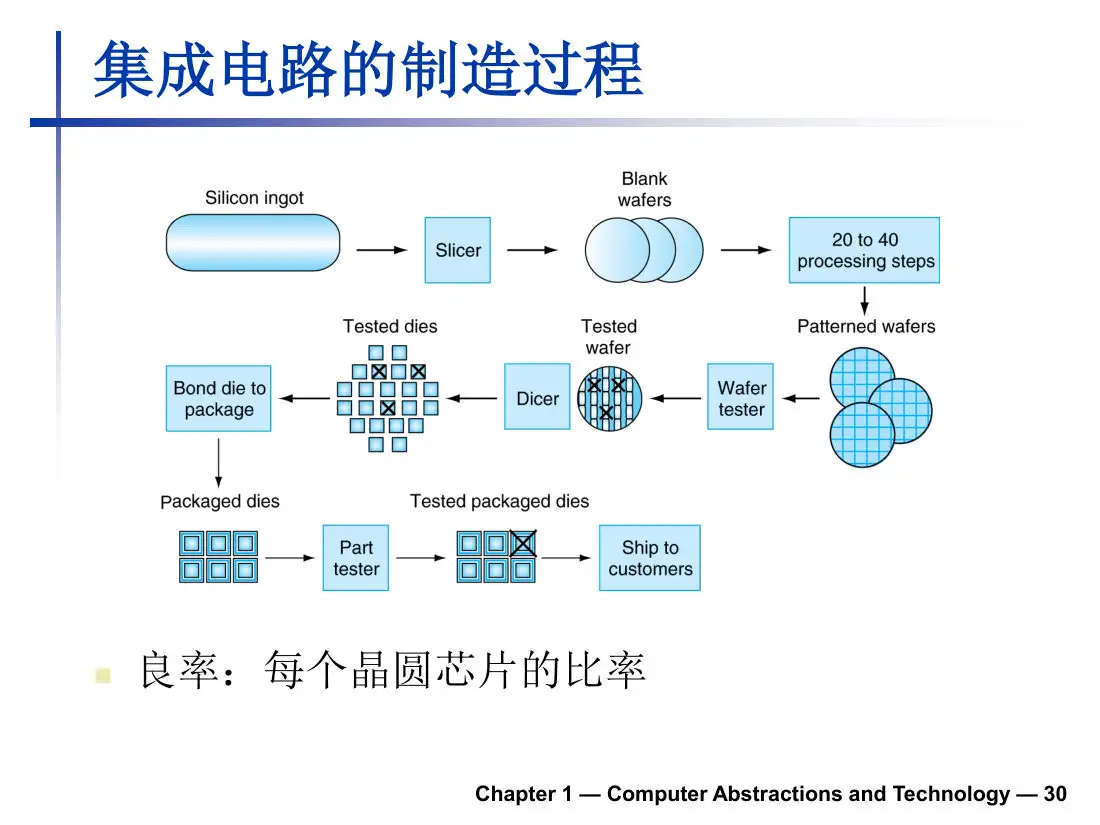 集成电路的制造过程
Silicon ingot
Slicer
Blank
wafers
20 to 40
processing steps
Patterned wafers
Wafer
tester
Tested
wafer
Dicer
Tested dies
Bond die to
package
Packaged dies
Part
tester
Tested packaged dies
Ship to
customers
良率：每个晶圆芯片的比率
Chapter 1 — Computer Abstractions and Technology — 30